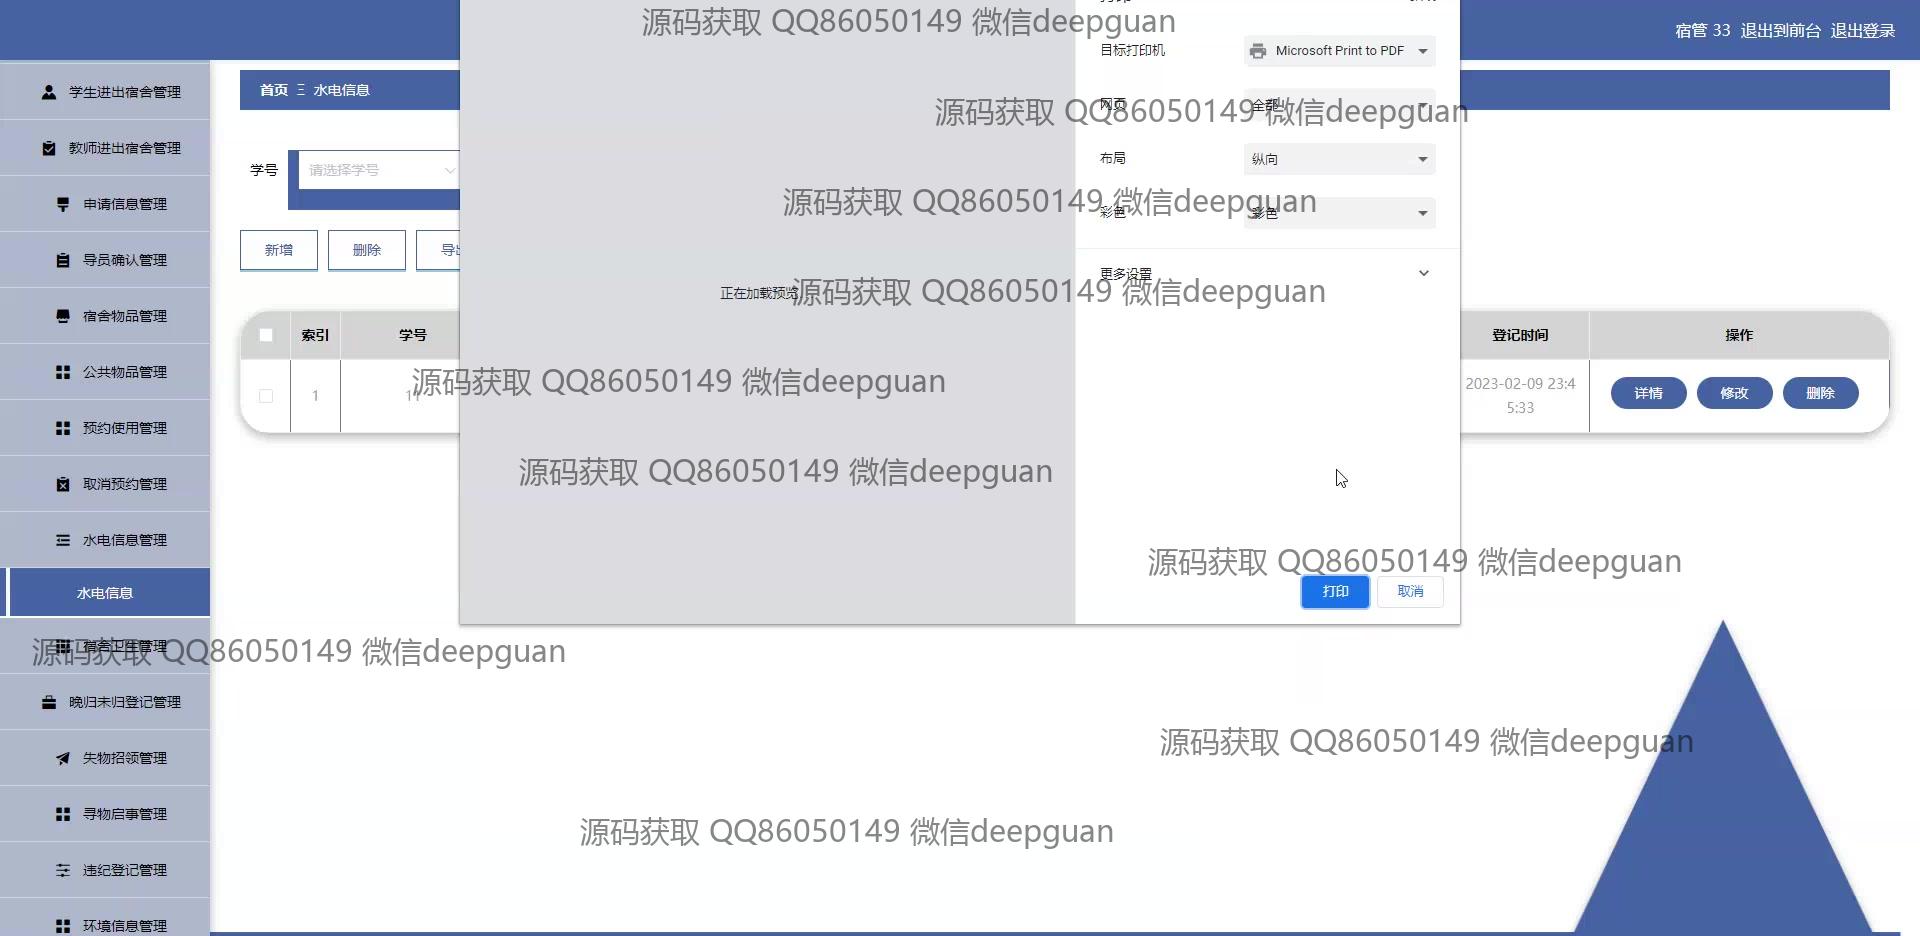 源码获取 QQ86050149 微信deepguan
宿管 33 退出到前台 退出登录
目标打印机
Microsoft Print to PDF
学生进出宿舍管理
首页 Ξ 水电信息
网页
全部
源码获取 QQ86050149 微信deepguan
教师进出宿舍管理
布局
纵向
学号
请选择学号
申请信息管理
源码获取 QQ86050149 微信deepguan
彩色
彩色
新增
删除
导出
导员确认管理
更多设置
正在加载预览
源码获取 QQ86050149 微信deepguan
宿舍物品管理
索引
学号
登记时间
操作
公共物品管理
源码获取 QQ86050149 微信deepguan
1
11
2023-02-09 23:4
5:33
详情
修改
删除
预约使用管理
源码获取 QQ86050149 微信deepguan
取消预约管理
水电信息管理
源码获取 QQ86050149 微信deepguan
水电信息
打印
取消
宿舍卫生管理
源码获取 QQ86050149 微信deepguan
晚归未归登记管理
源码获取 QQ86050149 微信deepguan
失物招领管理
寻物启事管理
源码获取 QQ86050149 微信deepguan
违纪登记管理
环境信息管理